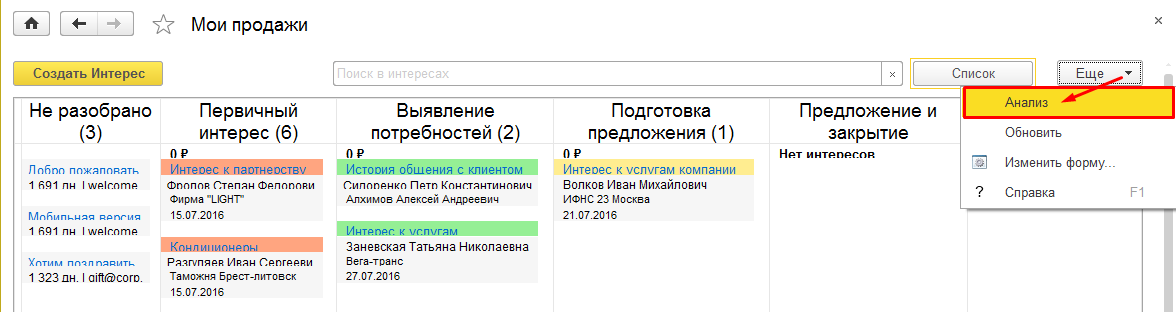 Мои продажи
Создать Интерес
Поиск в интересах
×
Список
Еще
Анализ
Обновить
Изменить форму...
? Справка F1
Не разобрано
(3)
Добро пожаловать
1 691 дн. | welcome
Мобильная версия
1 691 дн. | welcome
Хотим поздравить
1 323 дн. | gift@corp.
Первичный
интерес (6)
0 ₽
Интерес к партнерству
Фролов Степан Федорови
Фирма "LIGHT"
15.07.2016
Кондиционеры
Разгуляев Иван Сергееви
Таможня Брест-литовск
15.07.2016
Выявление
потребностей (2)
0 ₽
История общения с клиентом
Сидоренко Петр Константинович
Алхимов Алексей Андреевич
Интерес к услугам
Заневская Татьяна Николаевна
Вега-транс
27.07.2016
Подготовка
предложения (1)
0 ₽
Интерес к услугам компании
Волков Иван Михайлович
ИФНС 23 Москва
21.07.2016
Предложение и
закрытие
Нет интересов